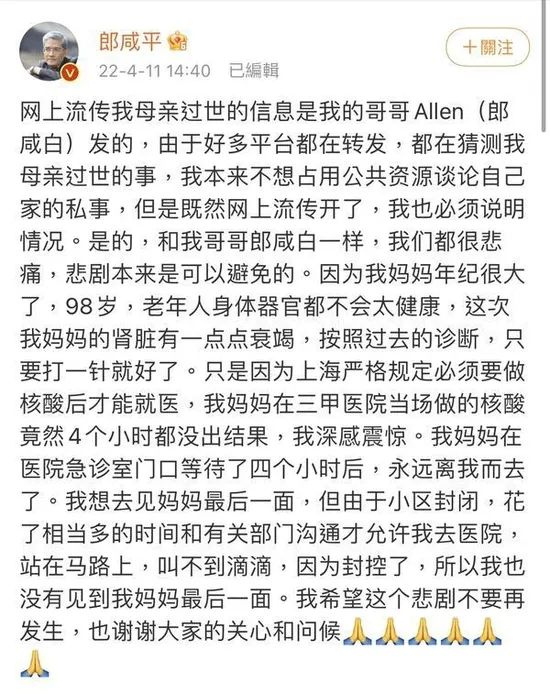 郎咸平
22-4-11 14:40 已編輯
+關注
网上流传我母亲过世的信息是我的哥哥Allen（郎
咸白）发的，由于好多平台都在转发，都在猜测我
母亲过世的事，我本来不想占用公共资源谈论自己
家的私事，但是既然网上流传开了，我也必须说明
情况。是的，和我哥哥郎咸白一样，我们都很悲
痛，悲剧本来是可以避免的。因为我妈妈年纪很大
了，98岁，老年人身体器官都不会太健康，这次
我妈妈的肾脏有一点点衰竭，按照过去的诊断，只
要打一针就好了。只是因为上海严格规定必须要做
核酸后才能就医，我妈妈在三甲医院当场做的核酸
竟然4个小时都没出结果，我深感震惊。我妈妈在
医院急诊室门口等待了四个小时后，永远离我而去
了。我想去见妈妈最后一面，但由于小区封闭，花
了相当多的时间和有关部门沟通才允许我去医院，
站在马路上，叫不到滴滴，因为封控了，所以我也
没有见到我妈妈最后一面。我希望这个悲剧不要再
发生，也谢谢大家的关心和问候🙏🙏🙏🙏🙏
🙏